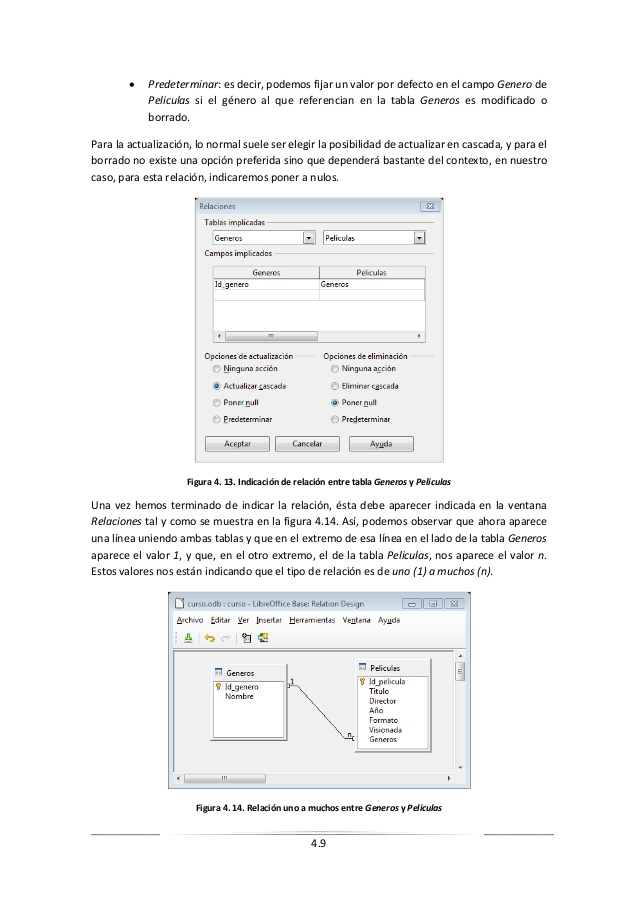 • Predeterminar: es decir, podemos fijar un valor por defecto en el campo Genero de
Peliculas si el género al que referencian en la tabla Generos es modificado o
borrado.
Para la actualización, lo normal suele ser elegir la posibilidad de actualizar en cascada, y para el
borrado no existe una opción preferida sino que dependerá bastante del contexto, en nuestro
caso, para esta relación, indicaremos poner a nulos.
Relaciones
Tablas implicadas
Generos Peliculas
Campos implicados
Generos Peliculas
Id_genero Generos
Opciones de actualización Opciones de eliminación
Ninguna acción Ninguna acción
Actualizar cascada Eliminar cascada
Poner null Poner null
Predeterminar Predeterminar
Aceptar Cancelar Ayuda
Figura 4. 13. Indicación de relación entre tabla Generos y Peliculas
Una vez hemos terminado de indicar la relación, ésta debe aparecer indicada en la ventana
Relaciones tal y como se muestra en la figura 4.14. Así, podemos observar que ahora aparece
una línea uniendo ambas tablas y que en el extremo de esa línea en el lado de la tabla Generos
aparece el valor 1, y que, en el otro extremo, el de la tabla Peliculas, nos aparece el valor n.
Estos valores nos están indicando que el tipo de relación es de uno (1) a muchos (n).
curso.odb : curso - LibreOffice Base: Relation Design
Archivo Editar Ver Insertar Herramientas Ventana Ayuda
Generos
Id_genero
Nombre
1
n
Peliculas
Id_pelicula
Titulo
Director
Año
Formato
Visionada
Generos
Figura 4. 14. Relación uno a muchos entre Generos y Peliculas
4.9